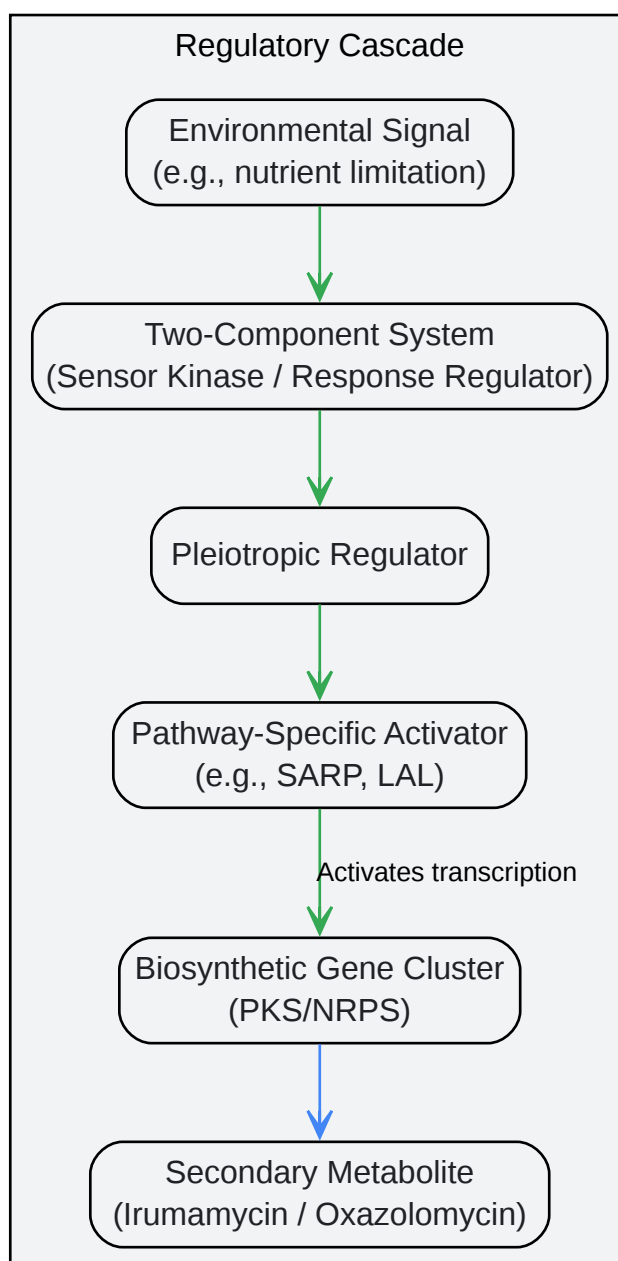 Regulatory Cascade
Environmental Signal
(e.g., nutrient limitation)
Two-Component System
(Sensor Kinase / Response Regulator)
Pleiotropic Regulator
Pathway-Specific Activator
(e.g., SARP, LAL)
Activates transcription
Biosynthetic Gene Cluster
(PKS/NRPS)
Secondary Metabolite
(Irumamycin / Oxazolomycin)